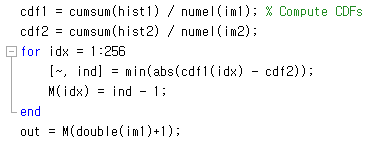 cdf1 = cumsum(hist1) / numel(im1); % Compute CDFs
cdf2 = cumsum(hist2) / numel(im2);
for idx = 1:256
[~, ind] = min(abs(cdf1(idx) - cdf2));
M(idx) = ind - 1;
end
out = M(double(im1)+1);